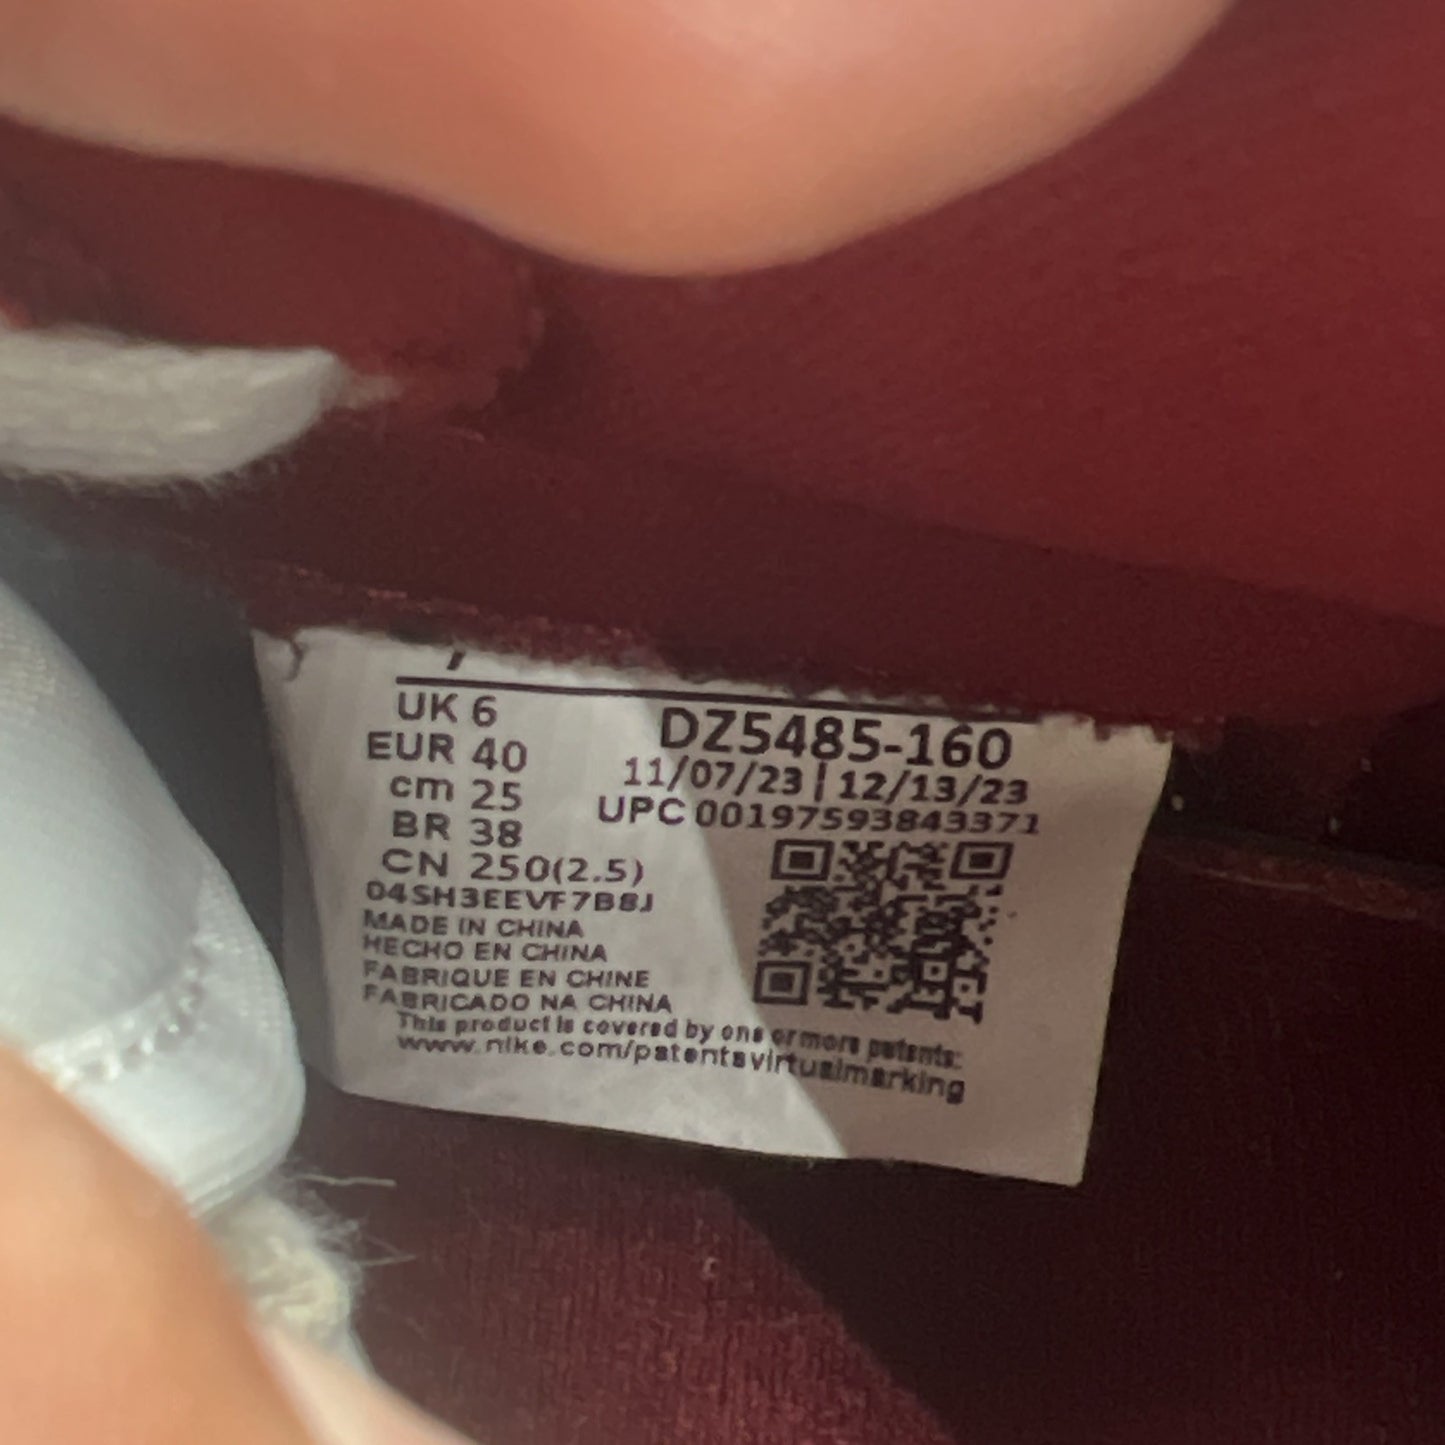 UK 6
EUR 40
cm 25
BR 38
CN 250(2.5)
04SH3EEVF7B8J
MADE IN CHINA
HECHO EN CHINA
FABRIQUE EN CHINE
FABRICADO NA CHINA
DZ5485-160
11/07/23 | 12/13/23
UPC 00197593843371
This product is covered by one or more patents:
www.nike.com/patentsvirtualmarking